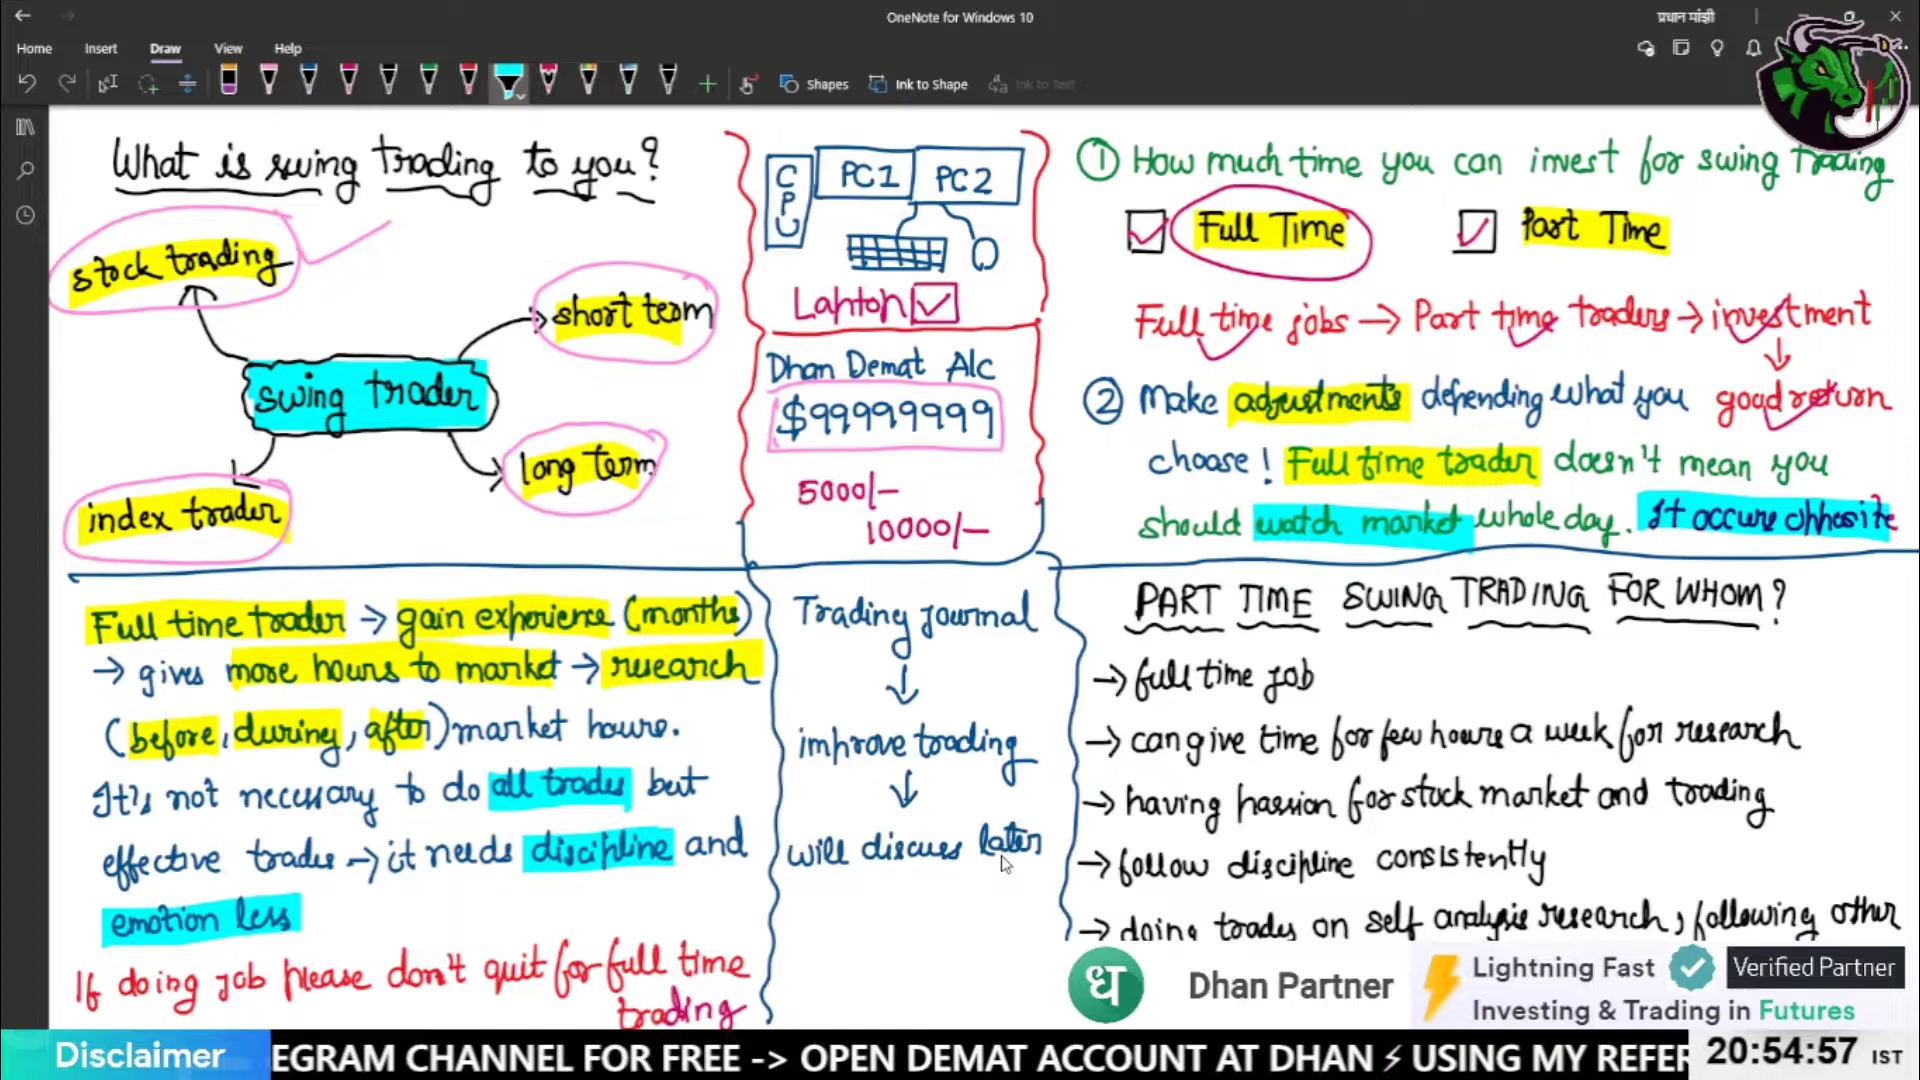 OneNote for Windows 10
प्रधान मांझी
Home Insert Draw View Help
Shapes Ink to Shape Ink to Text
What is swing trading to you?
stock trading
short term
swing trader
long term
index trader
CPU
PC1 PC2
Laptop
Dhan Demat A/c
$99999999
5000/-
10000/-
① How much time you can invest for swing trading
Full Time Part Time
Full time jobs → Part time traders → investment
② Make adjustments depending what you good return
choose! Full time trader doesn't mean you
should watch market whole day. It occurs opposite
Full time trader → gain experience (months)
→ gives more hours to market → research
(before, during, after) market hours.
It's not necessary to do all trades but
effective trades → it needs discipline and
emotion less
If doing job please don't quit for full time
trading
Trading journal
improve trading
will discuss later
PART TIME SWING TRADING FOR WHOM?
→ full time job
→ can give time for few hours a week for research
→ having passion for stock market and trading
→ follow discipline consistently
→ doing trades on self analysis research, following other
ध Dhan Partner
Lightning Fast Verified Partner
Investing & Trading in Futures
Disclaimer
EGRAM CHANNEL FOR FREE -> OPEN DEMAT ACCOUNT AT DHAN ⚡ USING MY REFER
20:54:57 IST